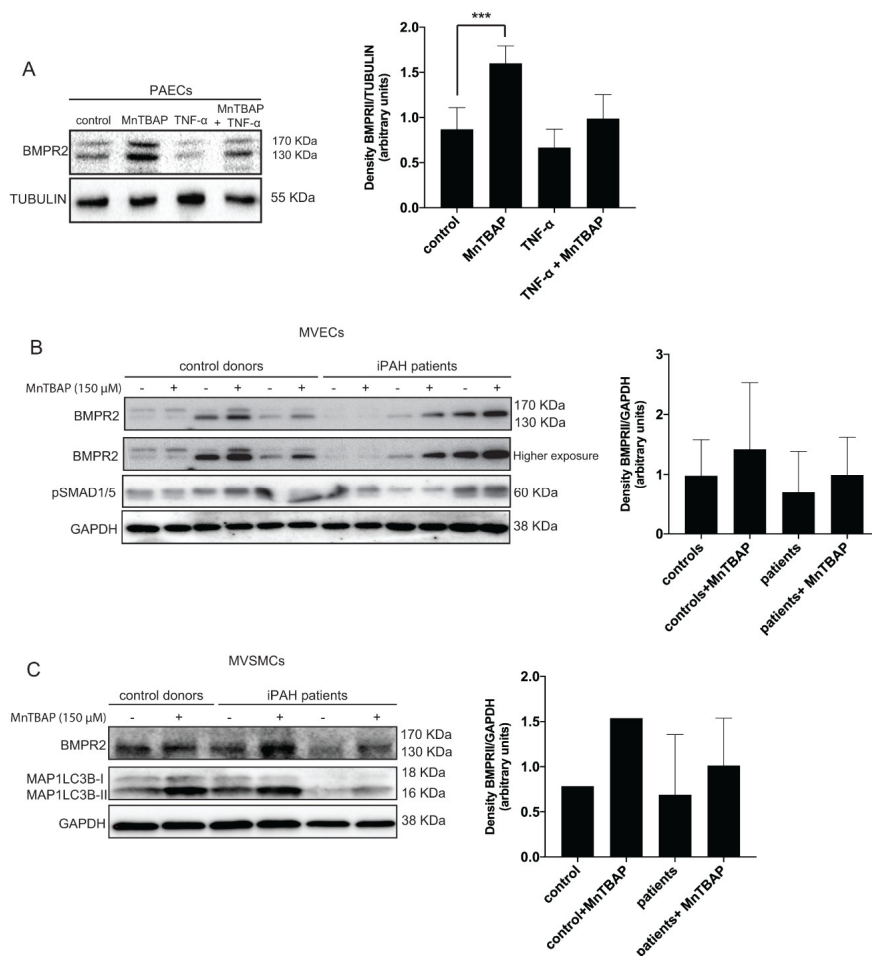 A
PAECs
control MnTBAP TNF-α MnTBAP + TNF-α
BMPR2
170 KDa
130 KDa
TUBULIN
55 KDa
***
Density BMPRII/TUBULIN
(arbitrary units)
2.0
1.5
1.0
0.5
0.0
control
MnTBAP
TNF-α
TNF-α + MnTBAP
B
MVECs
control donors iPAH patients
MnTBAP (150 µM) - + - + - + - + - + - +
BMPR2
170 KDa
130 KDa
BMPR2 Higher exposure
pSMAD1/5 60 KDa
GAPDH 38 KDa
Density BMPRII/GAPDH
(arbitrary units)
3
2
1
0
controls
controls+MnTBAP
patients
patients+ MnTBAP
C
MVSMCs
control donors iPAH patients
MnTBAP (150 µM) - + - + - +
BMPR2
170 KDa
130 KDa
MAP1LC3B-I 18 KDa
MAP1LC3B-II 16 KDa
GAPDH 38 KDa
Density BMPRII/GAPDH
(arbitrary units)
2.0
1.5
1.0
0.5
0.0
control
control+MnTBAP
patients
patients+ MnTBAP